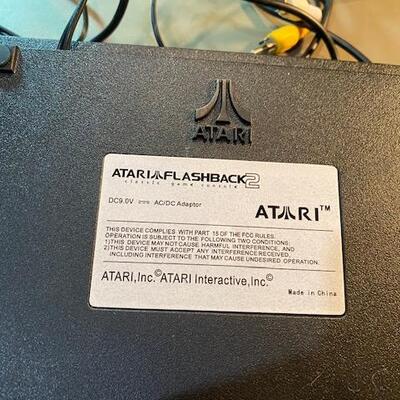 ATARI
ATARI FLASHBACK 2
classic game console
DC9.0V AC/DC Adaptor
ATARI™
THIS DEVICE COMPLIES WITH PART 15 OF THE FCC RULES.
OPERATION IS SUBJECT TO THE FOLLOWING TWO CONDITIONS:
1)THIS DEVICE MAY NOT CAUSE HARMFUL INTERFERENCE, AND
2)THIS DEVICE MUST ACCEPT ANY INTERFERENCE RECEIVED,
INCLUDING INTERFERENCE THAT MAY CAUSE UNDESIRED OPERATION.
ATARI,Inc.©ATARI Interactive,Inc.©
Made in China